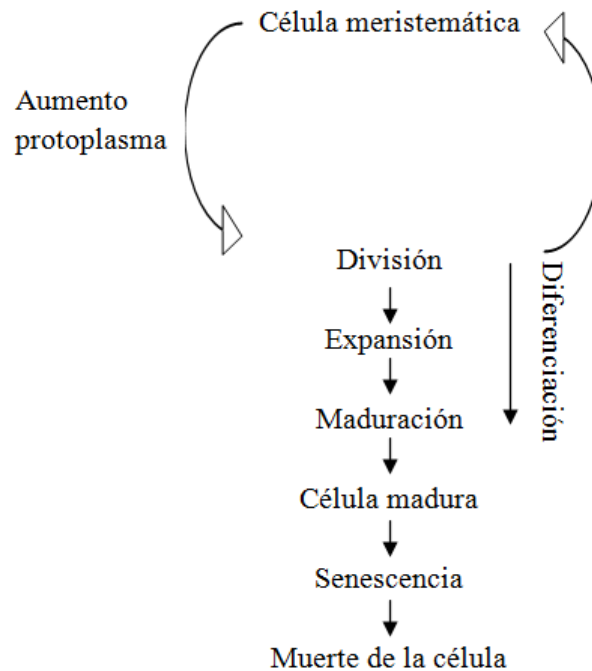 Célula meristemática
Aumento
protoplasma
División
Diferenciación
Expansión
Maduración
Célula madura
Senescencia
Muerte de la célula